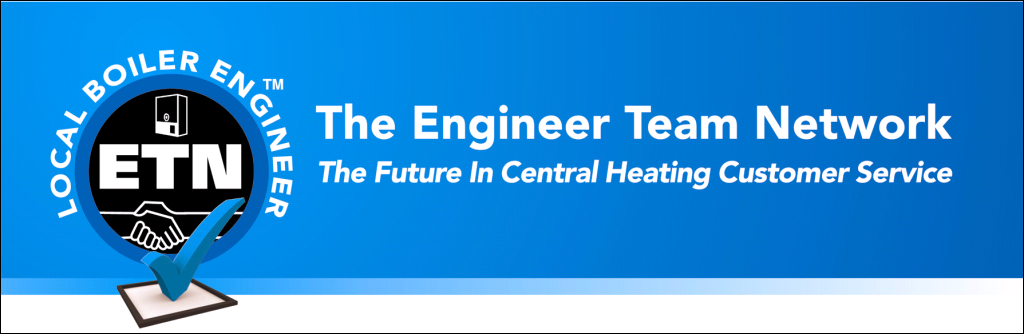 LOCAL BOILER ENGINEER™
ETN
The Engineer Team Network
The Future In Central Heating Customer Service